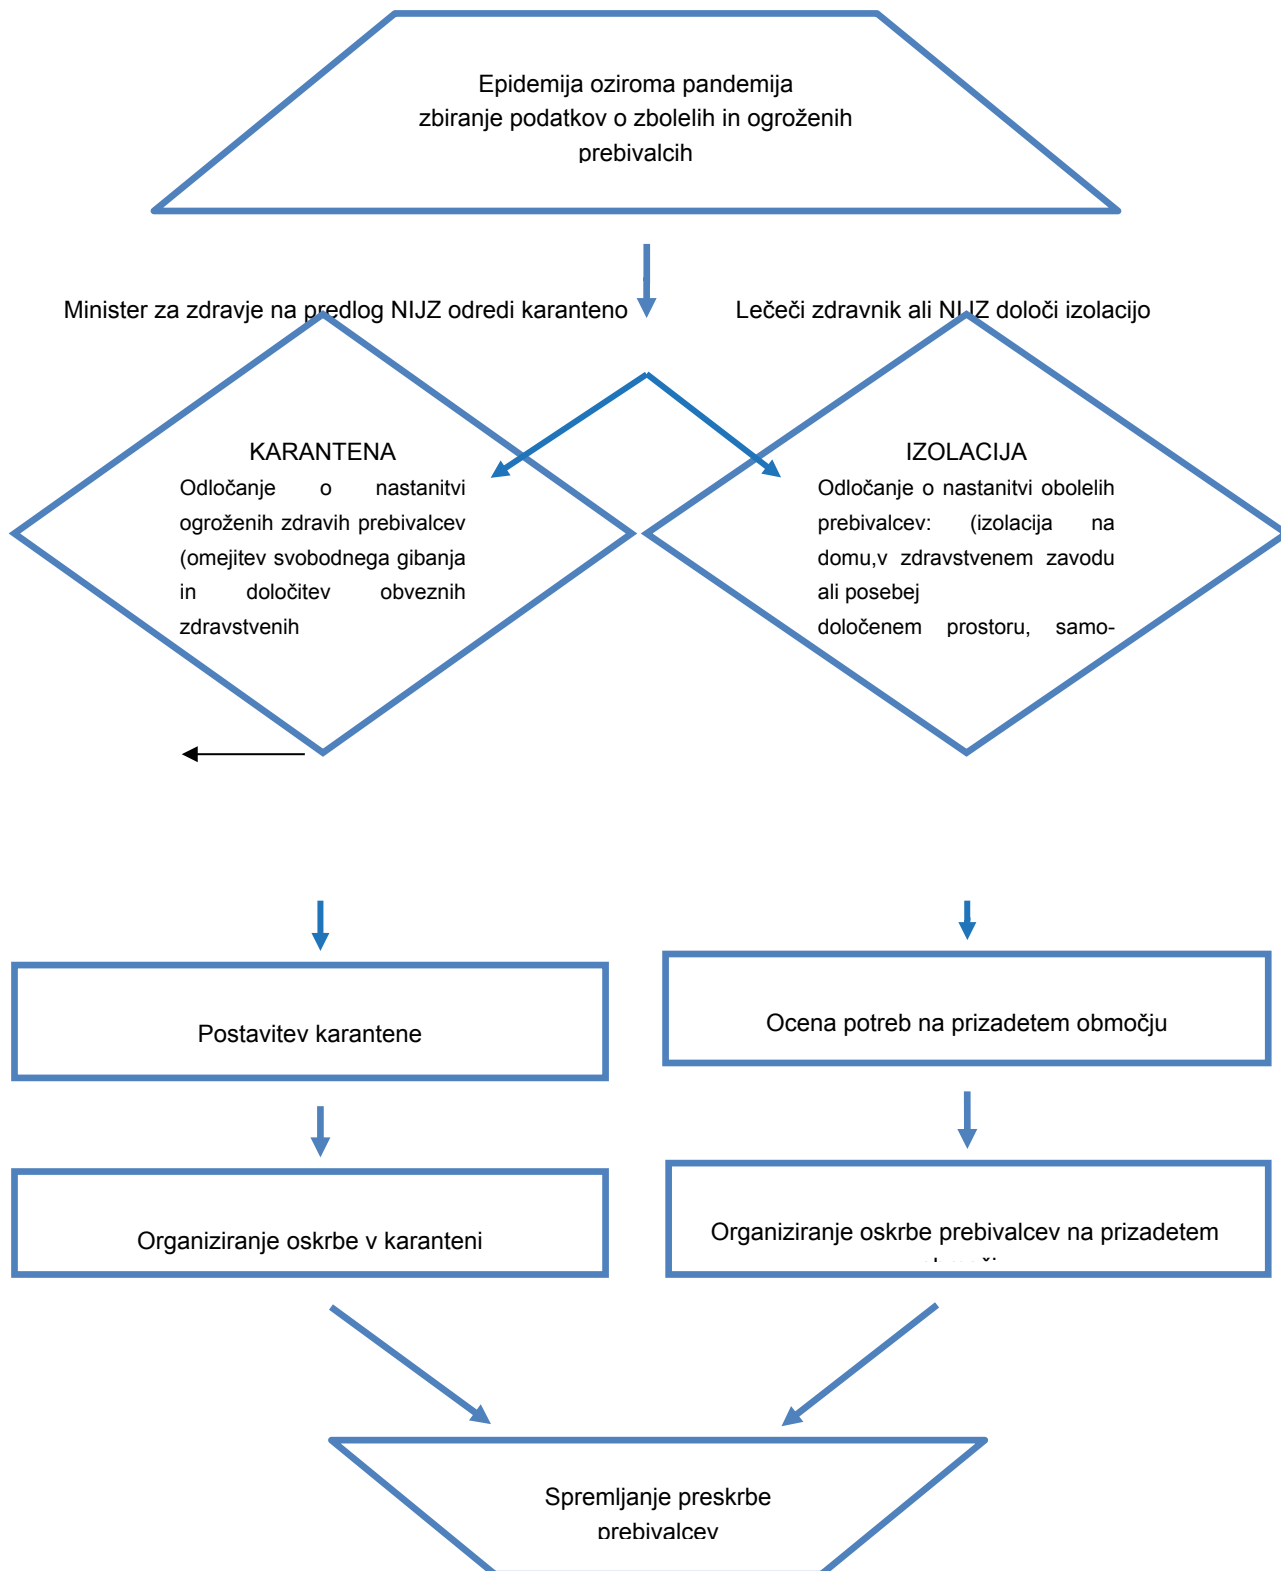 Epidemija oziroma pandemija
zbiranje podatkov o zbolelih in ogroženih
prebivalcih
Minister za zdravje na predlog NIJZ odredi karanteno
Lečeči zdravnik ali NIJZ določi izolacijo
KARANTENA
Odločanje o nastanitvi
ogroženih zdravih prebivalcev
(omejitev svobodnega gibanja
in določitev obveznih
zdravstvenih
IZOLACIJA
Odločanje o nastanitvi obolelih
prebivalcev: (izolacija na
domu,v zdravstvenem zavodu
ali posebej
določenem prostoru, samo-
Postavitev karantene
Ocena potreb na prizadetem območju
Organiziranje oskrbe v karanteni
Organiziranje oskrbe prebivalcev na prizadetem
Spremljanje preskrbe
prebivalcev